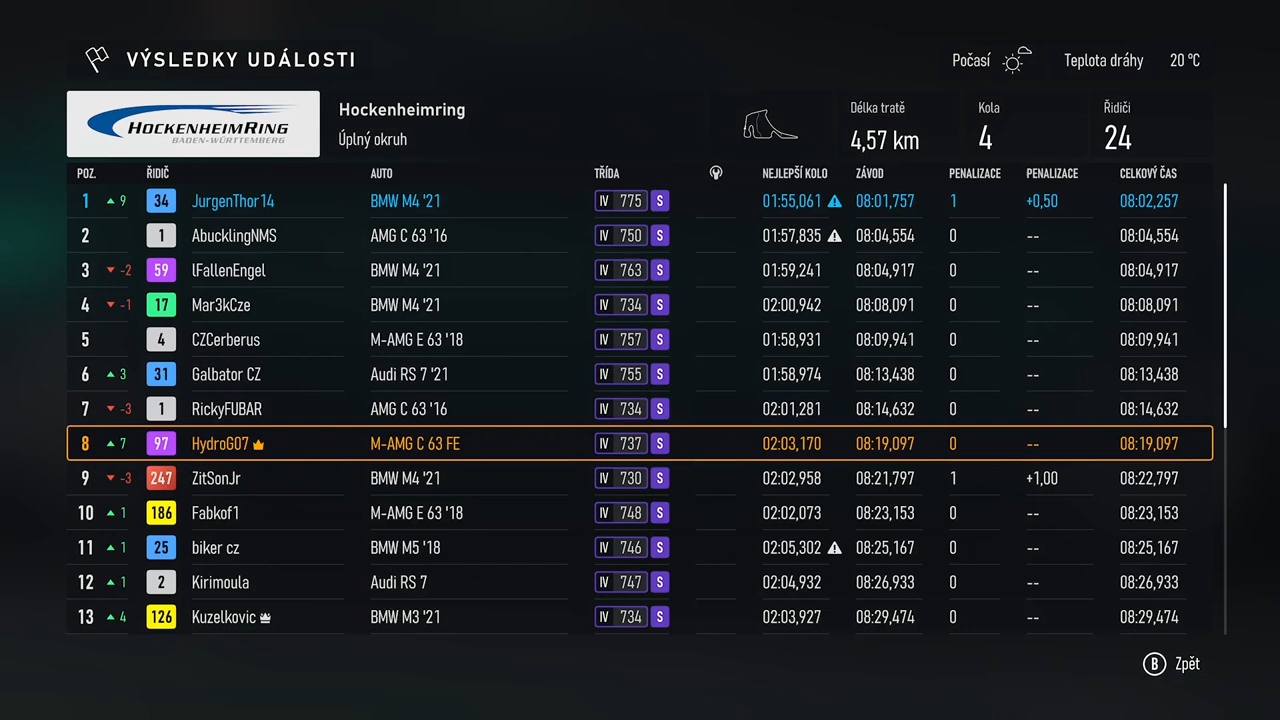 VÝSLEDKY UDÁLOSTI
Počasí Teplota dráhy 20 °C
HOCKENHEIMRING
BADEN-WÜRTTEMBERG
Hockenheimring
Úplný okruh
Délka tratě
4,57 km
Kola
4
Řidiči
24
POZ. ŘIDIČ AUTO TŘÍDA NEJLEPŠÍ KOLO ZÁVOD PENALIZACE PENALIZACE CELKOVÝ ČAS
1 9 34 JurgenThor14 BMW M4 '21 IV 775 S 01:55,061 08:01,757 1 +0,50 08:02,257
2 1 AbucklingNMS AMG C 63 '16 IV 750 S 01:57,835 08:04,554 0 -- 08:04,554
3 -2 59 lFallenEngel BMW M4 '21 IV 763 S 01:59,241 08:04,917 0 -- 08:04,917
4 -1 17 Mar3kCze BMW M4 '21 IV 734 S 02:00,942 08:08,091 0 -- 08:08,091
5 4 CZCerberus M-AMG E 63 '18 IV 757 S 01:58,931 08:09,941 0 -- 08:09,941
6 3 31 Galbator CZ Audi RS 7 '21 IV 755 S 01:58,974 08:13,438 0 -- 08:13,438
7 -3 1 RickyFUBAR AMG C 63 '16 IV 734 S 02:01,281 08:14,632 0 -- 08:14,632
8 7 97 HydroG07 M-AMG C 63 FE IV 737 S 02:03,170 08:19,097 0 -- 08:19,097
9 -3 247 ZitSonJr BMW M4 '21 IV 730 S 02:02,958 08:21,797 1 +1,00 08:22,797
10 1 186 Fabkof1 M-AMG E 63 '18 IV 748 S 02:02,073 08:23,153 0 -- 08:23,153
11 1 25 biker cz BMW M5 '18 IV 746 S 02:05,302 08:25,167 0 -- 08:25,167
12 1 2 Kirimoula Audi RS 7 IV 747 S 02:04,932 08:26,933 0 -- 08:26,933
13 4 126 Kuzelkovic BMW M3 '21 IV 734 S 02:03,927 08:29,474 0 -- 08:29,474
B Zpět